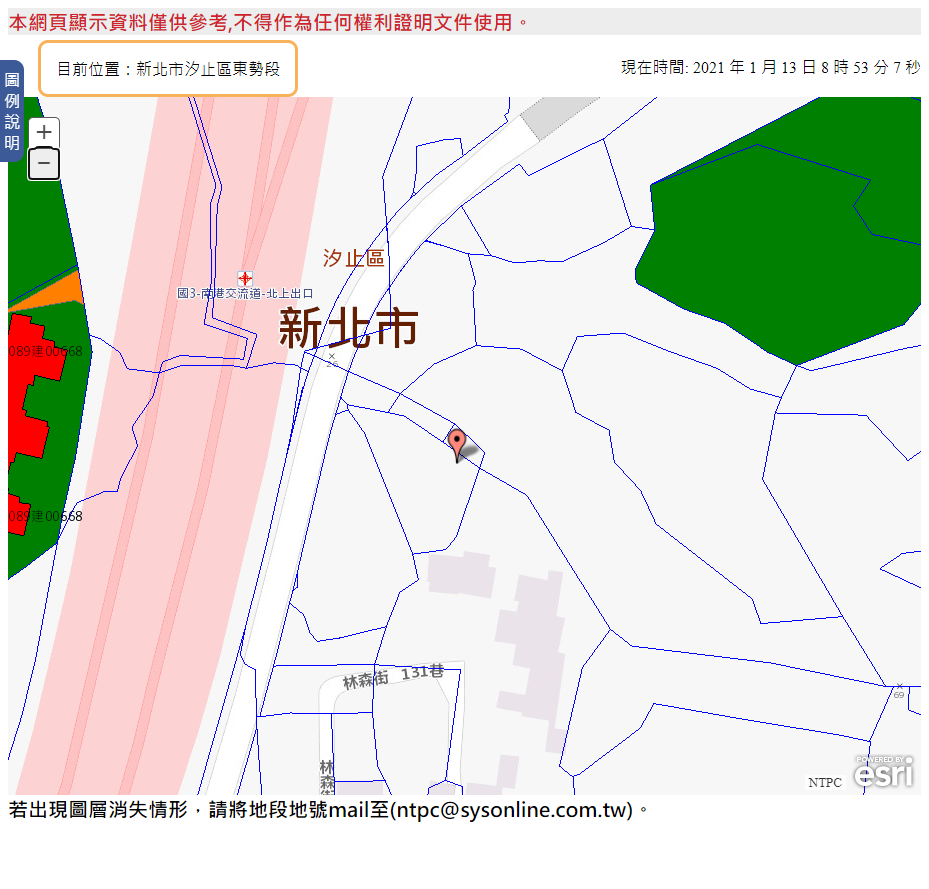 本網頁顯示資料僅供參考,不得作為任何權利證明文件使用。
目前位置：新北市汐止區東勢段
現在時間: 2021 年 1 月 13 日 8 時 53 分 7 秒
圖例說明
+
−
汐止區
國3-南港交流道-北上出口
新北市
089建00668
089建00668
林森街 131巷
69
林森街
NTPC
POWERED BY
esri
若出現圖層消失情形，請將地段地號mail至(ntpc@sysonline.com.tw)。